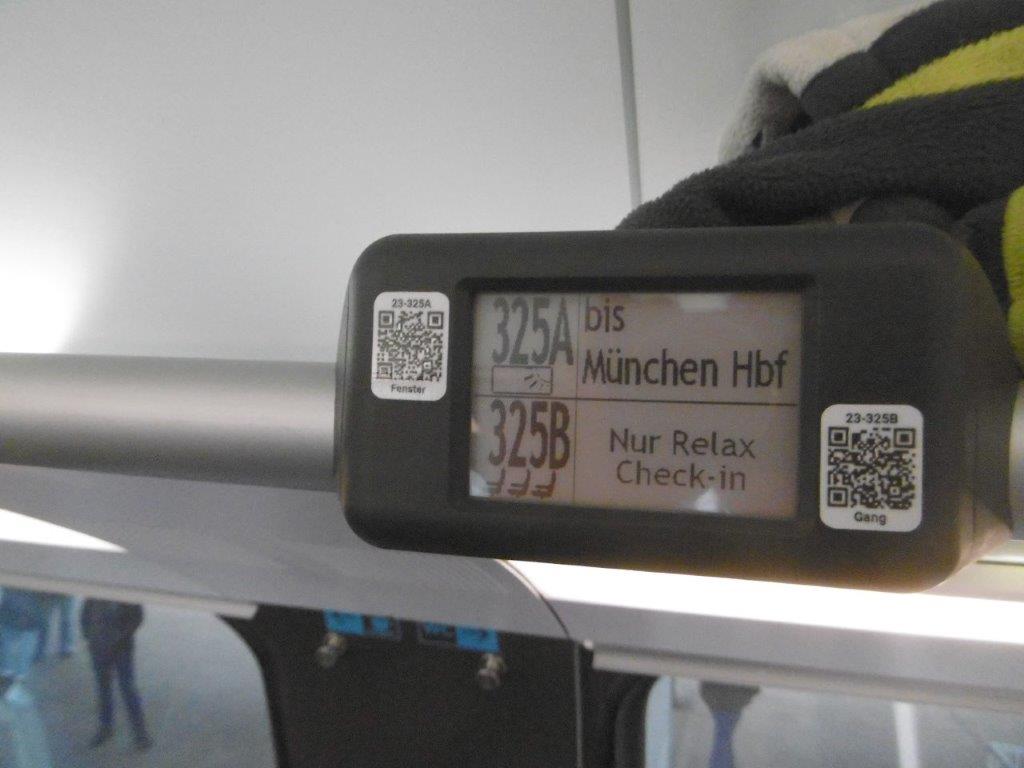 23-325A
Fenster
325A
bis
München Hbf
325B
Nur Relax
Check-in
23-325B
Gang